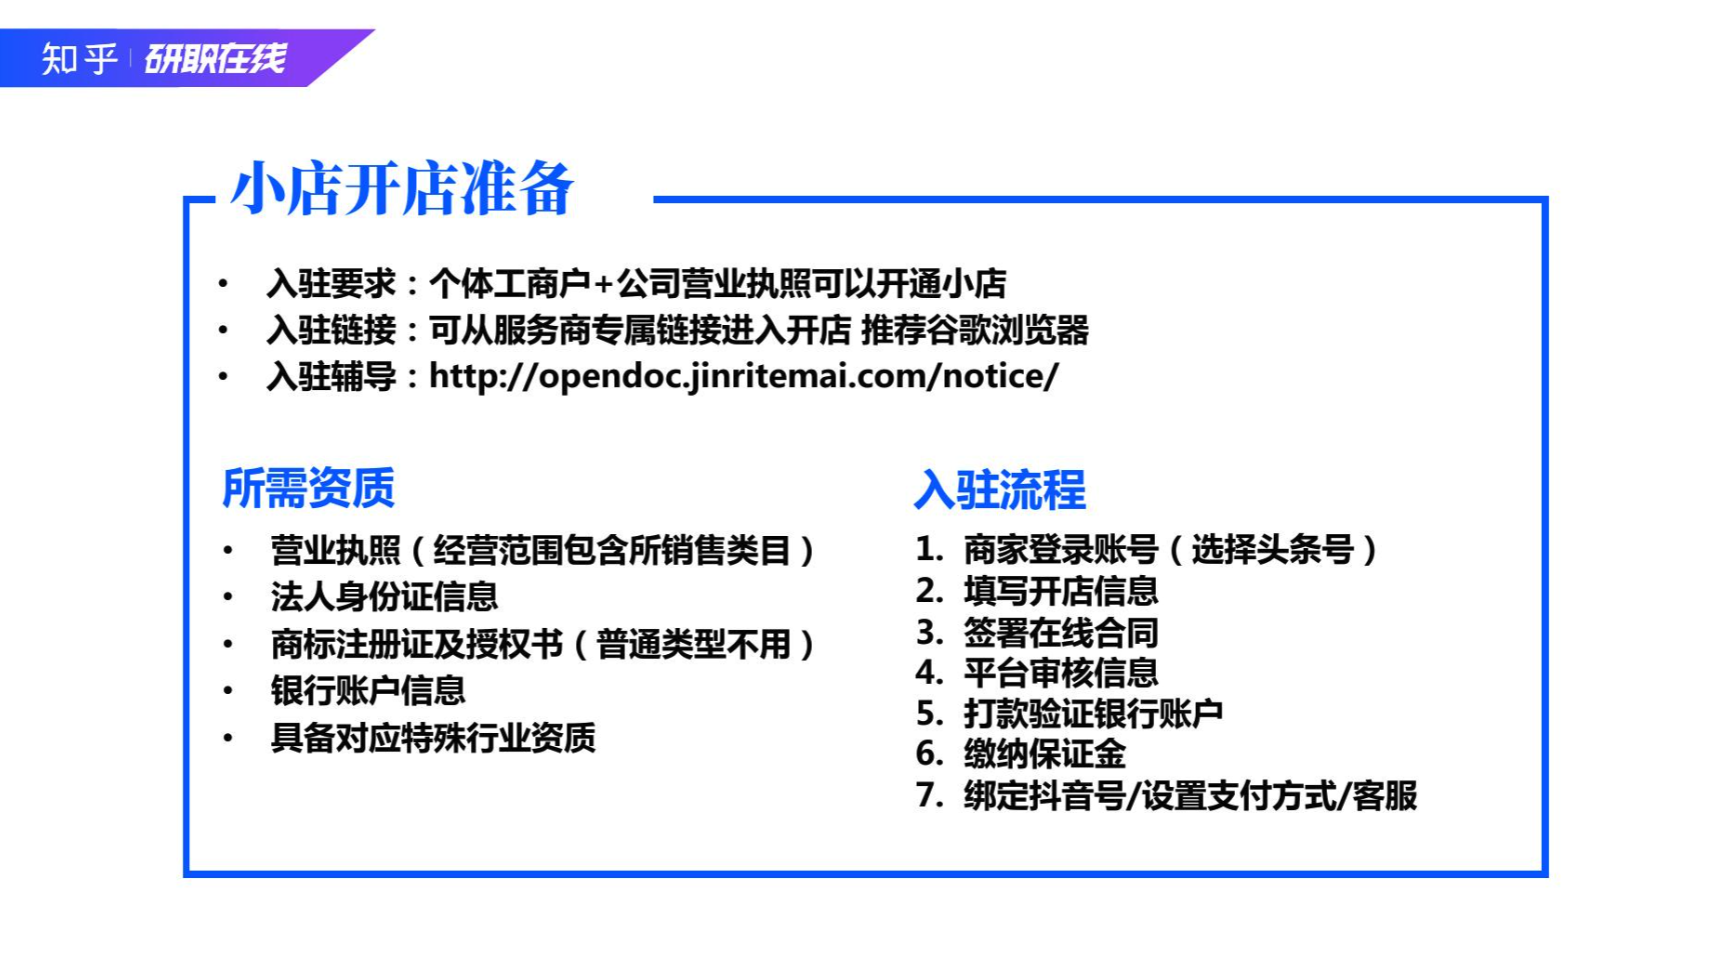 知乎 研职在线
小店开店准备
• 入驻要求：个体工商户+公司营业执照可以开通小店
• 入驻链接：可从服务商专属链接进入开店 推荐谷歌浏览器
• 入驻辅导：http://opendoc.jinritemai.com/notice/
所需资质
• 营业执照（经营范围包含所销售类目）
• 法人身份证信息
• 商标注册证及授权书（普通类型不用）
• 银行账户信息
• 具备对应特殊行业资质
入驻流程
1. 商家登录账号（选择头条号）
2. 填写开店信息
3. 签署在线合同
4. 平台审核信息
5. 打款验证银行账户
6. 缴纳保证金
7. 绑定抖音号/设置支付方式/客服